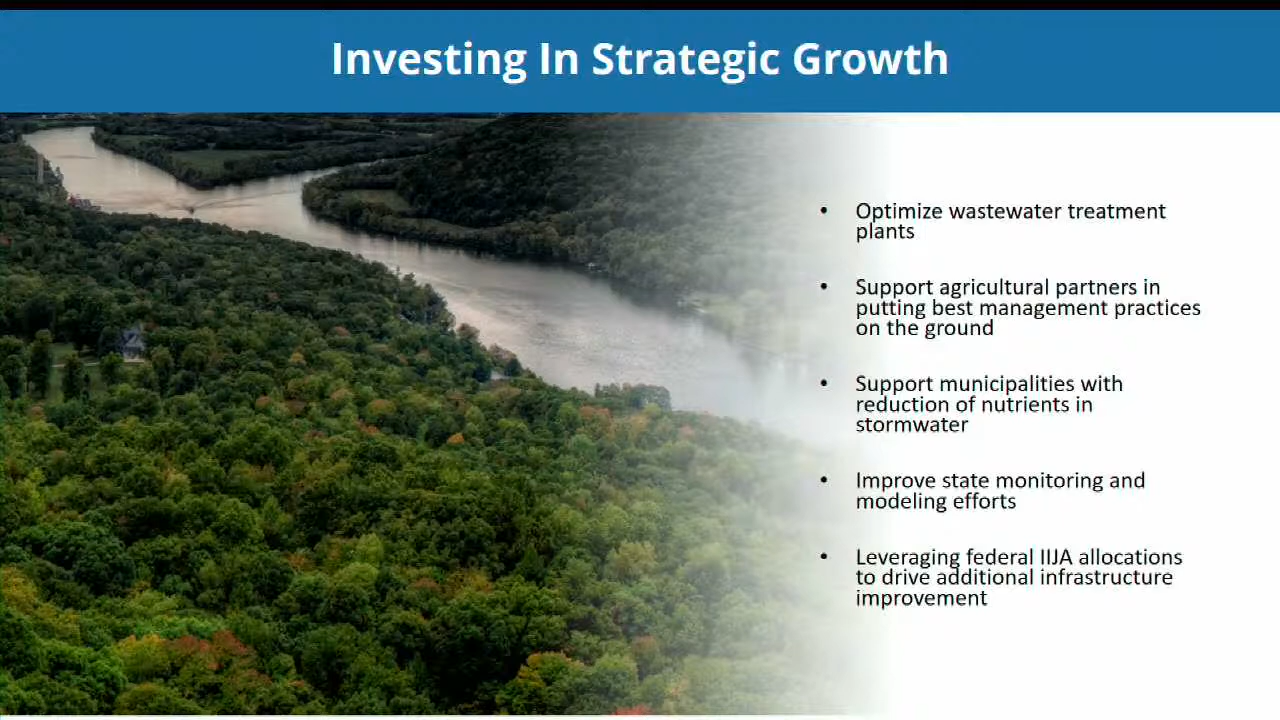 Investing In Strategic Growth
• Optimize wastewater treatment
plants
• Support agricultural partners in
putting best management practices
on the ground
• Support municipalities with
reduction of nutrients in
stormwater
• Improve state monitoring and
modeling efforts
• Leveraging federal IIJA allocations
to drive additional infrastructure
improvement